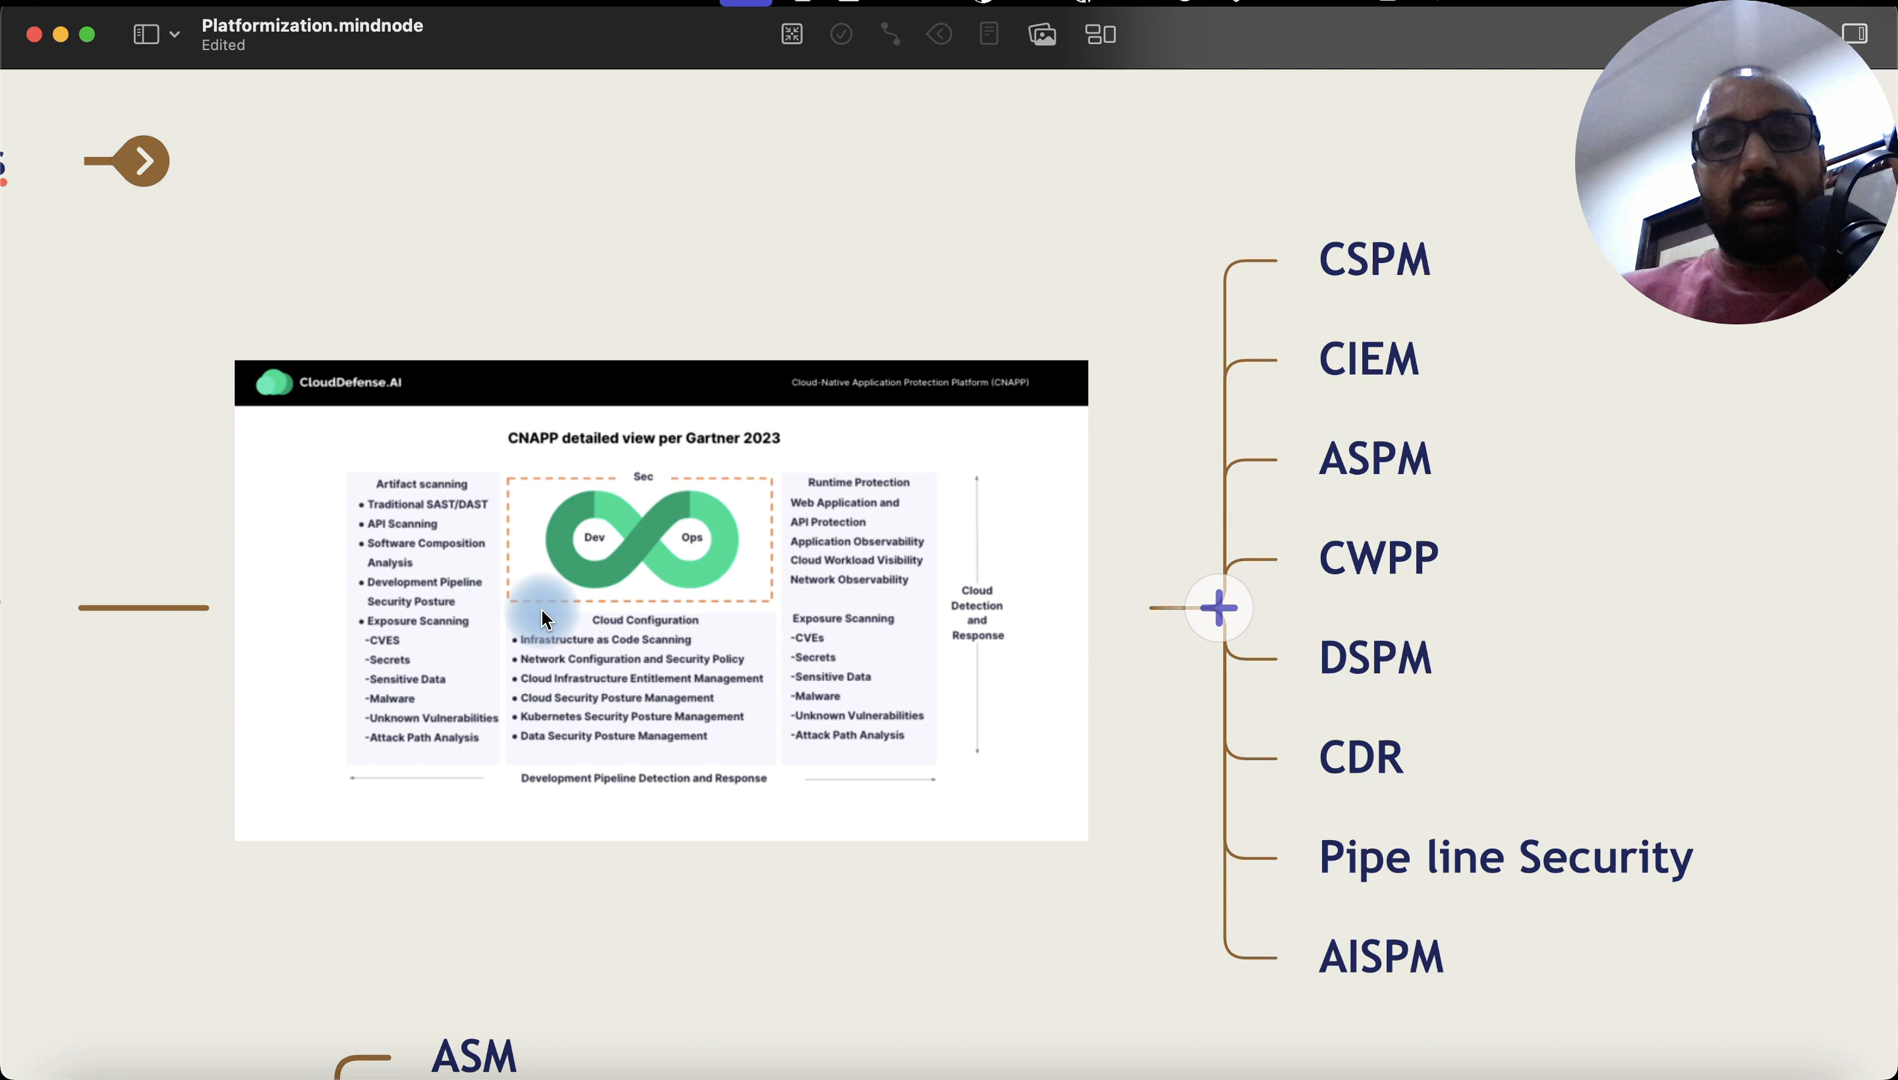 Platformization.mindnode
Edited
CloudDefense.AI
Cloud-Native Application Protection Platform (CNAPP)
CNAPP detailed view per Gartner 2023
Artifact scanning
• Traditional SAST/DAST
• API Scanning
• Software Composition
Analysis
• Development Pipeline
Security Posture
• Exposure Scanning
-CVES
-Secrets
-Sensitive Data
-Malware
-Unknown Vulnerabilities
-Attack Path Analysis
Sec
Dev
Ops
Cloud Configuration
• Infrastructure as Code Scanning
• Network Configuration and Security Policy
• Cloud Infrastructure Entitlement Management
• Cloud Security Posture Management
• Kubernetes Security Posture Management
• Data Security Posture Management
Runtime Protection
Web Application and
API Protection
Application Observability
Cloud Workload Visibility
Network Observability
Exposure Scanning
-CVEs
-Secrets
-Sensitive Data
-Malware
-Unknown Vulnerabilities
-Attack Path Analysis
Cloud
Detection
and
Response
Development Pipeline Detection and Response
CSPM
CIEM
ASPM
CWPP
DSPM
CDR
Pipe line Security
AISPM
ASM